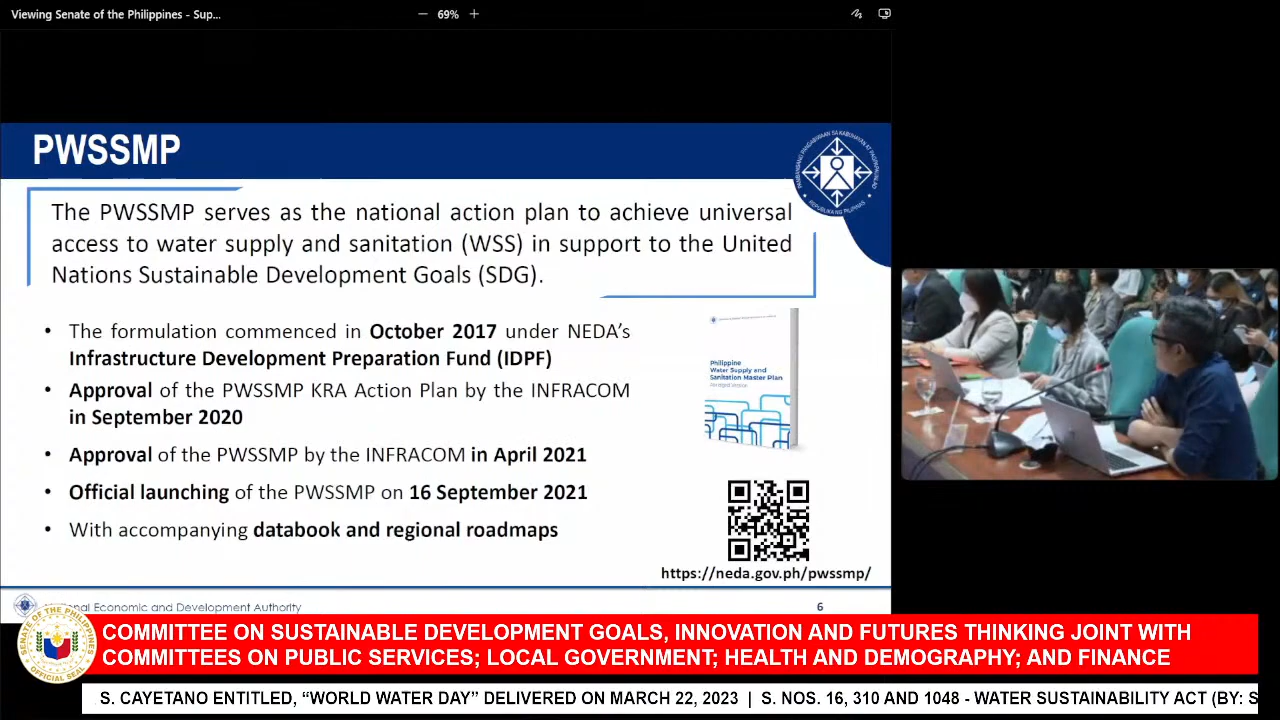 Viewing Senate of the Philippines - Sup...
69%
PWSSMP
The PWSSMP serves as the national action plan to achieve universal
access to water supply and sanitation (WSS) in support to the United
Nations Sustainable Development Goals (SDG).
• The formulation commenced in October 2017 under NEDA's
Infrastructure Development Preparation Fund (IDPF)
• Approval of the PWSSMP KRA Action Plan by the INFRACOM
in September 2020
• Approval of the PWSSMP by the INFRACOM in April 2021
• Official launching of the PWSSMP on 16 September 2021
• With accompanying databook and regional roadmaps
Philippine
Water Supply and
Sanitation Master Plan
https://neda.gov.ph/pwssmp/
Economic and Development Authority
6
SENATE OF THE PHILIPPINES
OFFICIAL SEAL
COMMITTEE ON SUSTAINABLE DEVELOPMENT GOALS, INNOVATION AND FUTURES THINKING JOINT WITH
COMMITTEES ON PUBLIC SERVICES; LOCAL GOVERNMENT; HEALTH AND DEMOGRAPHY; AND FINANCE
S. CAYETANO ENTITLED, “WORLD WATER DAY” DELIVERED ON MARCH 22, 2023 | S. NOS. 16, 310 AND 1048 - WATER SUSTAINABILITY ACT (BY: S